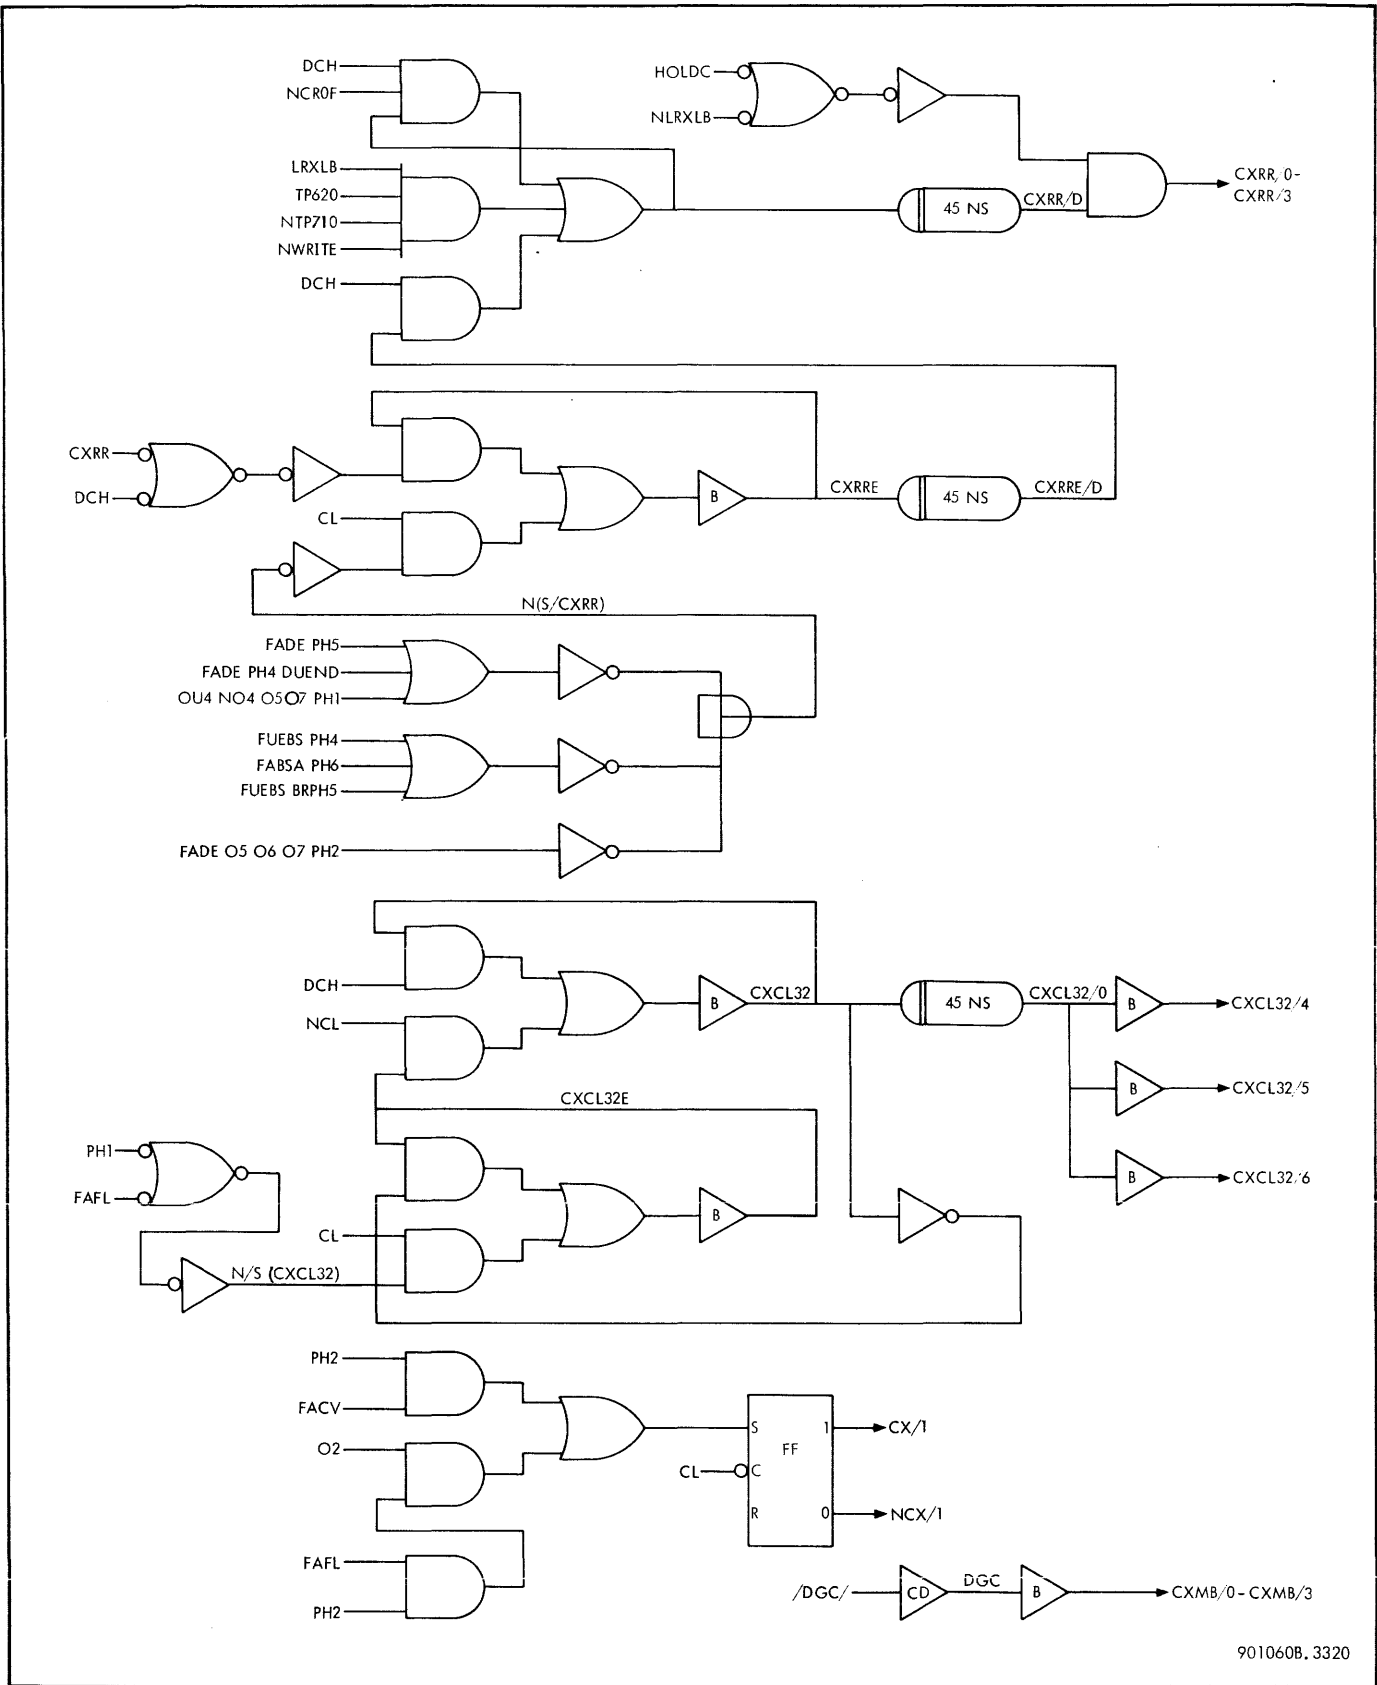 DCH
NCR0F
HOLDC
NLRXLB
LRXLB
TP620
NTP710
NWRITE
45 NS
CXRR/D
CXRR/0-
CXRR/3
DCH
CXRR
DCH
CL
B
CXRRE
45 NS
CXRRE/D
N(S/CXRR)
FADE PH5
FADE PH4 DUEND
OU4 NO4 O5O7 PH1
FUEBS PH4
FABSA PH6
FUEBS BRPH5
FADE O5 O6 O7 PH2
DCH
NCL
B
CXCL32
45 NS
CXCL32/0
B
CXCL32/4
B
CXCL32/5
B
CXCL32/6
CXCL32E
PH1
FAFL
CL
B
N/S (CXCL32)
PH2
FACV
O2
FAFL
PH2
S
1
CX/1
FF
CL
C
R
0
NCX/1
/DGC/
CD
DGC
B
CXMB/0-CXMB/3
901060B.3320